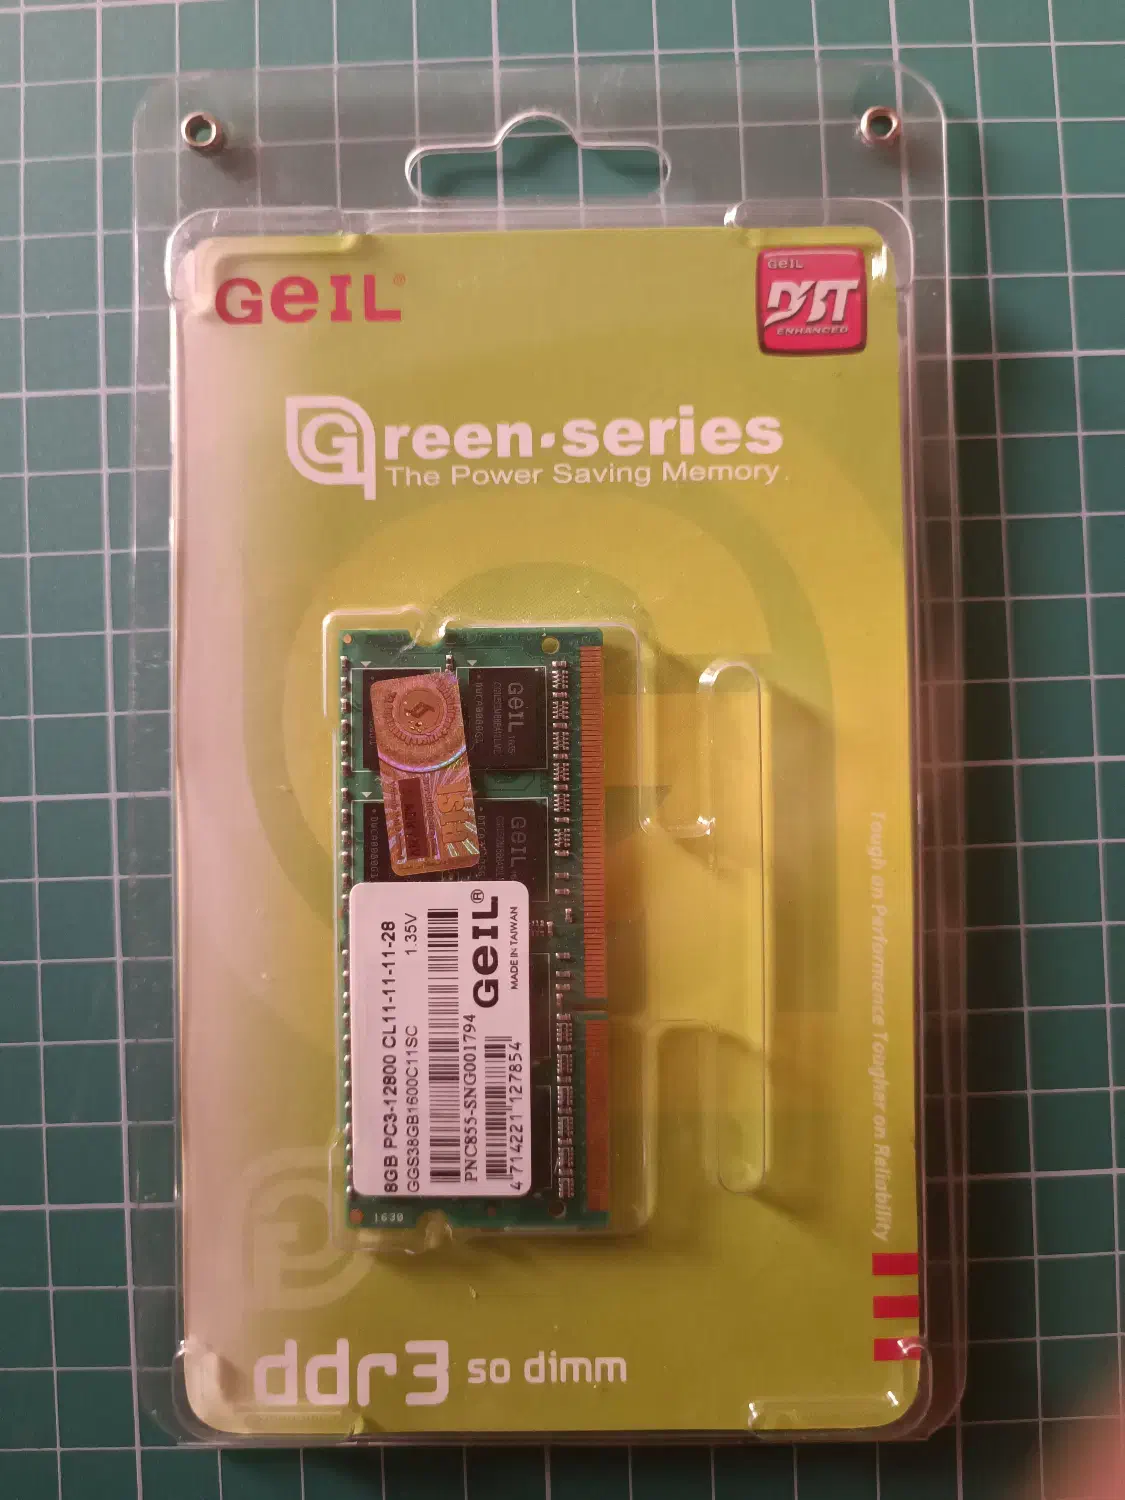 GeIL®
GeIL
DBT
ENHANCED
Green-series
The Power Saving Memory
GeIL
GeIL
8GB PC3-12800 CL11-11-11-28
GGS38GB1600C11SC 1.35V
PNC855-SNG001794
4 714221 127854
GeIL®
MADE IN TAIWAN
1630
Tough on Performance Tougher on Reliability
ddr3 so dimm